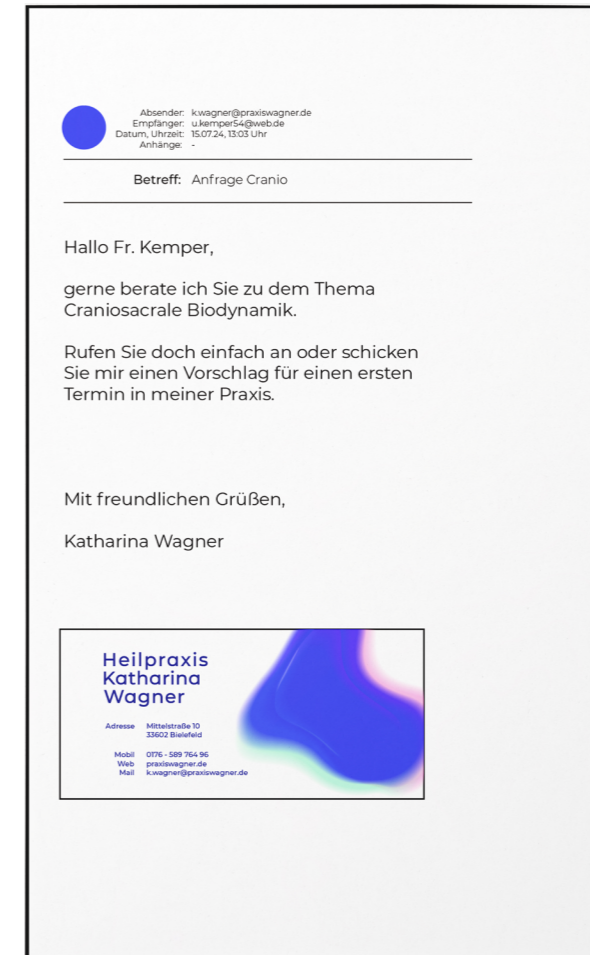 Absender: k.wagner@praxiswagner.de
Empfänger: u.kemper54@web.de
Datum, Uhrzeit: 15.07.24, 13:03 Uhr
Anhänge: -
Betreff: Anfrage Cranio
Hallo Fr. Kemper,
gerne berate ich Sie zu dem Thema
Craniosacrale Biodynamik.
Rufen Sie doch einfach an oder schicken
Sie mir einen Vorschlag für einen ersten
Termin in meiner Praxis.
Mit freundlichen Grüßen,
Katharina Wagner
Heilpraxis
Katharina
Wagner
Adresse Mittelstraße 10
33602 Bielefeld
Mobil 0176 - 589 764 96
Web praxiswagner.de
Mail k.wagner@praxiswagner.de